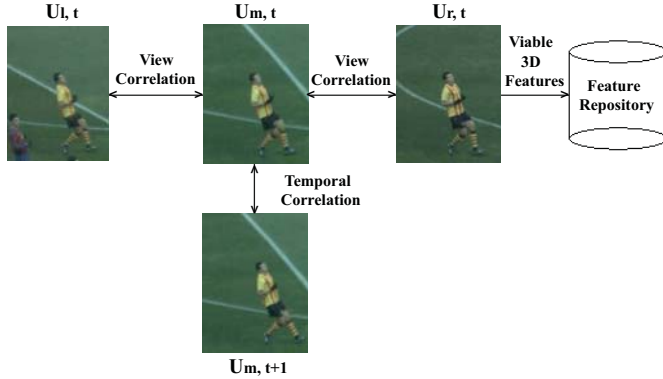 Ul, t
Um, t
Ur, t
View
Correlation
View
Correlation
Viable
3D
Features
Feature
Repository
Temporal
Correlation
Um, t+1